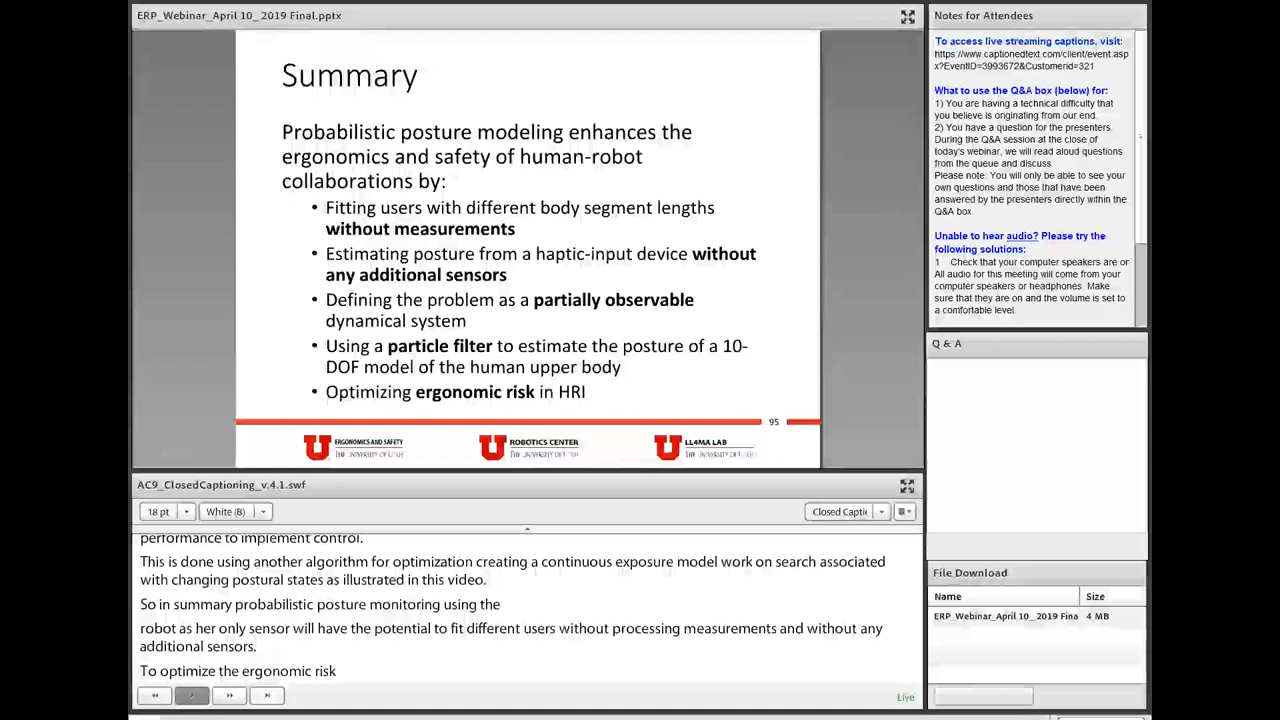 ERP_Webinar_April 10_ 2019 Final.pptx
Summary
Probabilistic posture modeling enhances the
ergonomics and safety of human-robot
collaborations by:
• Fitting users with different body segment lengths
without measurements
• Estimating posture from a haptic-input device without
any additional sensors
• Defining the problem as a partially observable
dynamical system
• Using a particle filter to estimate the posture of a 10-
DOF model of the human upper body
• Optimizing ergonomic risk in HRI
95
ERGONOMICS AND SAFETY
THE UNIVERSITY OF UTAH
ROBOTICS CENTER
THE UNIVERSITY OF
LL4MA LAB
THE UNIVERSITY OF
AC9_ClosedCaptioning_v.4.1.swf
18 pt
White (B)
Closed Capti
performance to implement control.
This is done using another algorithm for optimization creating a continuous exposure model work on search associated
with changing postural states as illustrated in this video.
So in summary probabilistic posture monitoring using the
robot as her only sensor will have the potential to fit different users without processing measurements and without any
additional sensors.
To optimize the ergonomic risk
Live
Notes for Attendees
To access live streaming captions, visit:
https://www.captionedtext.com/client/event.asp
x?EventID=3993672&CustomerId=321
What to use the Q&A box (below) for:
1) You are having a technical difficulty that
you believe is originating from our end.
2) You have a question for the presenters.
During the Q&A session at the close of
today's webinar, we will read aloud questions
from the queue and discuss
Please note: You will only be able to see your
own questions and those that have been
answered by the presenters directly within the
Q&A box
Unable to hear audio? Please try the
following solutions:
1 Check that your computer speakers are on
All audio for this meeting will come from your
computer speakers or headphones. Make
sure that they are on and the volume is set to
a comfortable level.
Q & A
File Download
Name Size
ERP_Webinar_April 10_ 2019 Fina 4 MB